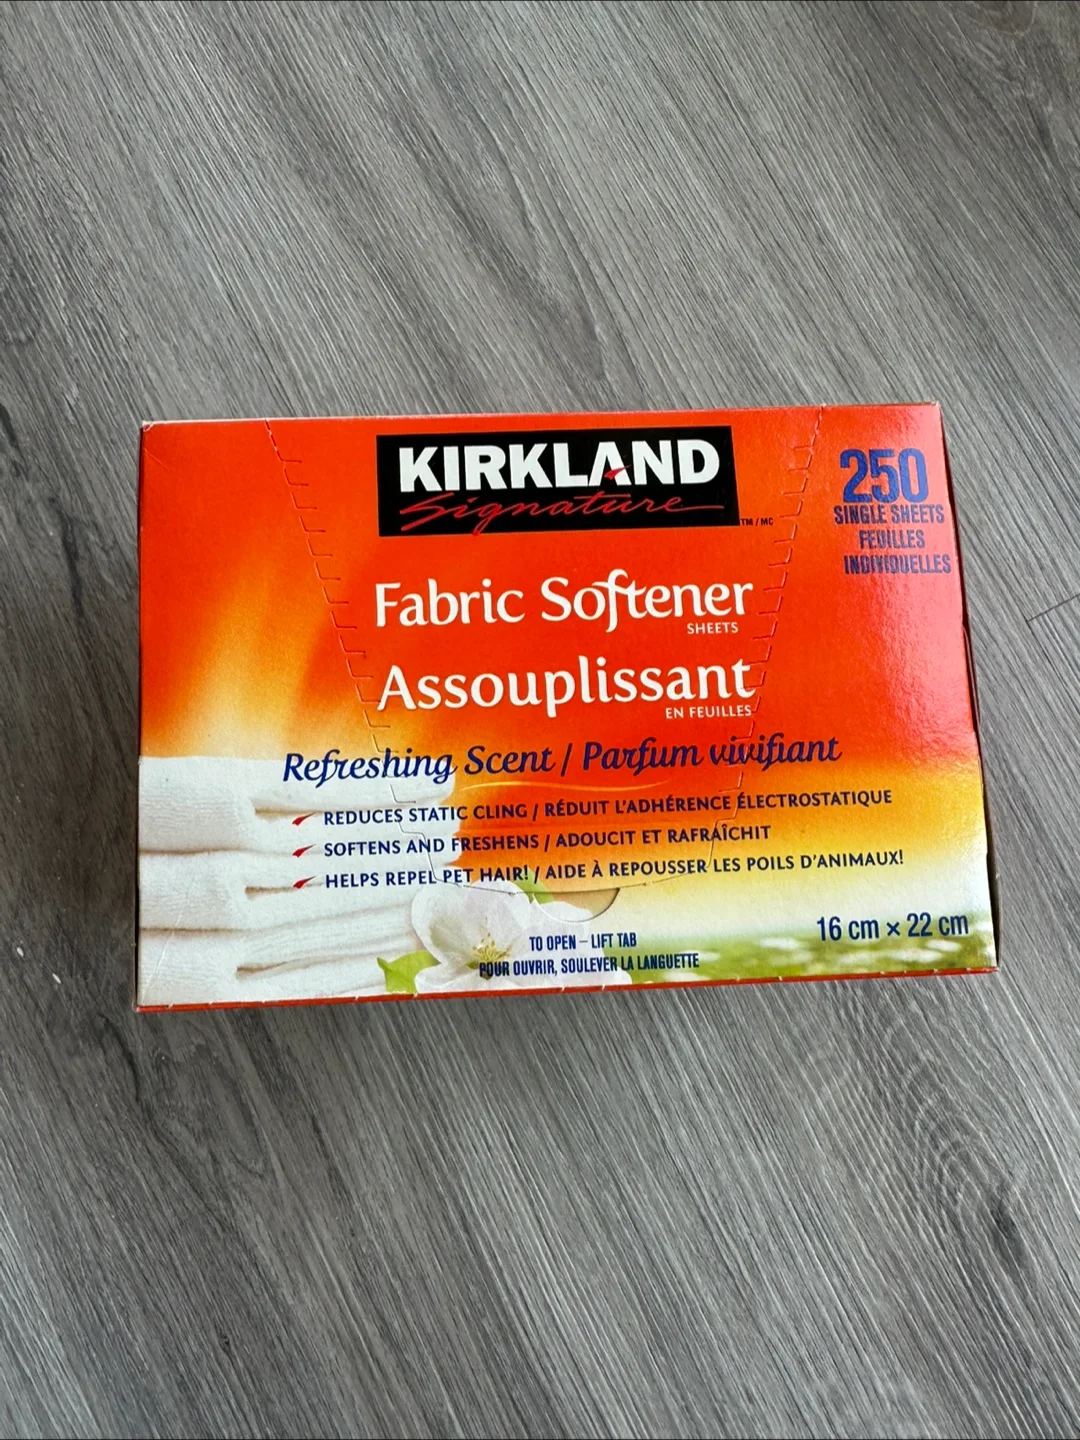 KIRKLAND
Signature
TM / MC
250
SINGLE SHEETS
FEUILLES
INDIVIDUELLES
Fabric Softener
SHEETS
Assouplissant
EN FEUILLES
Refreshing Scent / Parfum vivifiant
REDUCES STATIC CLING / RÉDUIT L'ADHÉRENCE ÉLECTROSTATIQUE
SOFTENS AND FRESHENS / ADOUCIT ET RAFRAÎCHIT
HELPS REPEL PET HAIR! / AIDE À REPOUSSER LES POILS D'ANIMAUX!
16 cm × 22 cm
TO OPEN – LIFT TAB
POUR OUVRIR, SOULEVER LA LANGUETTE